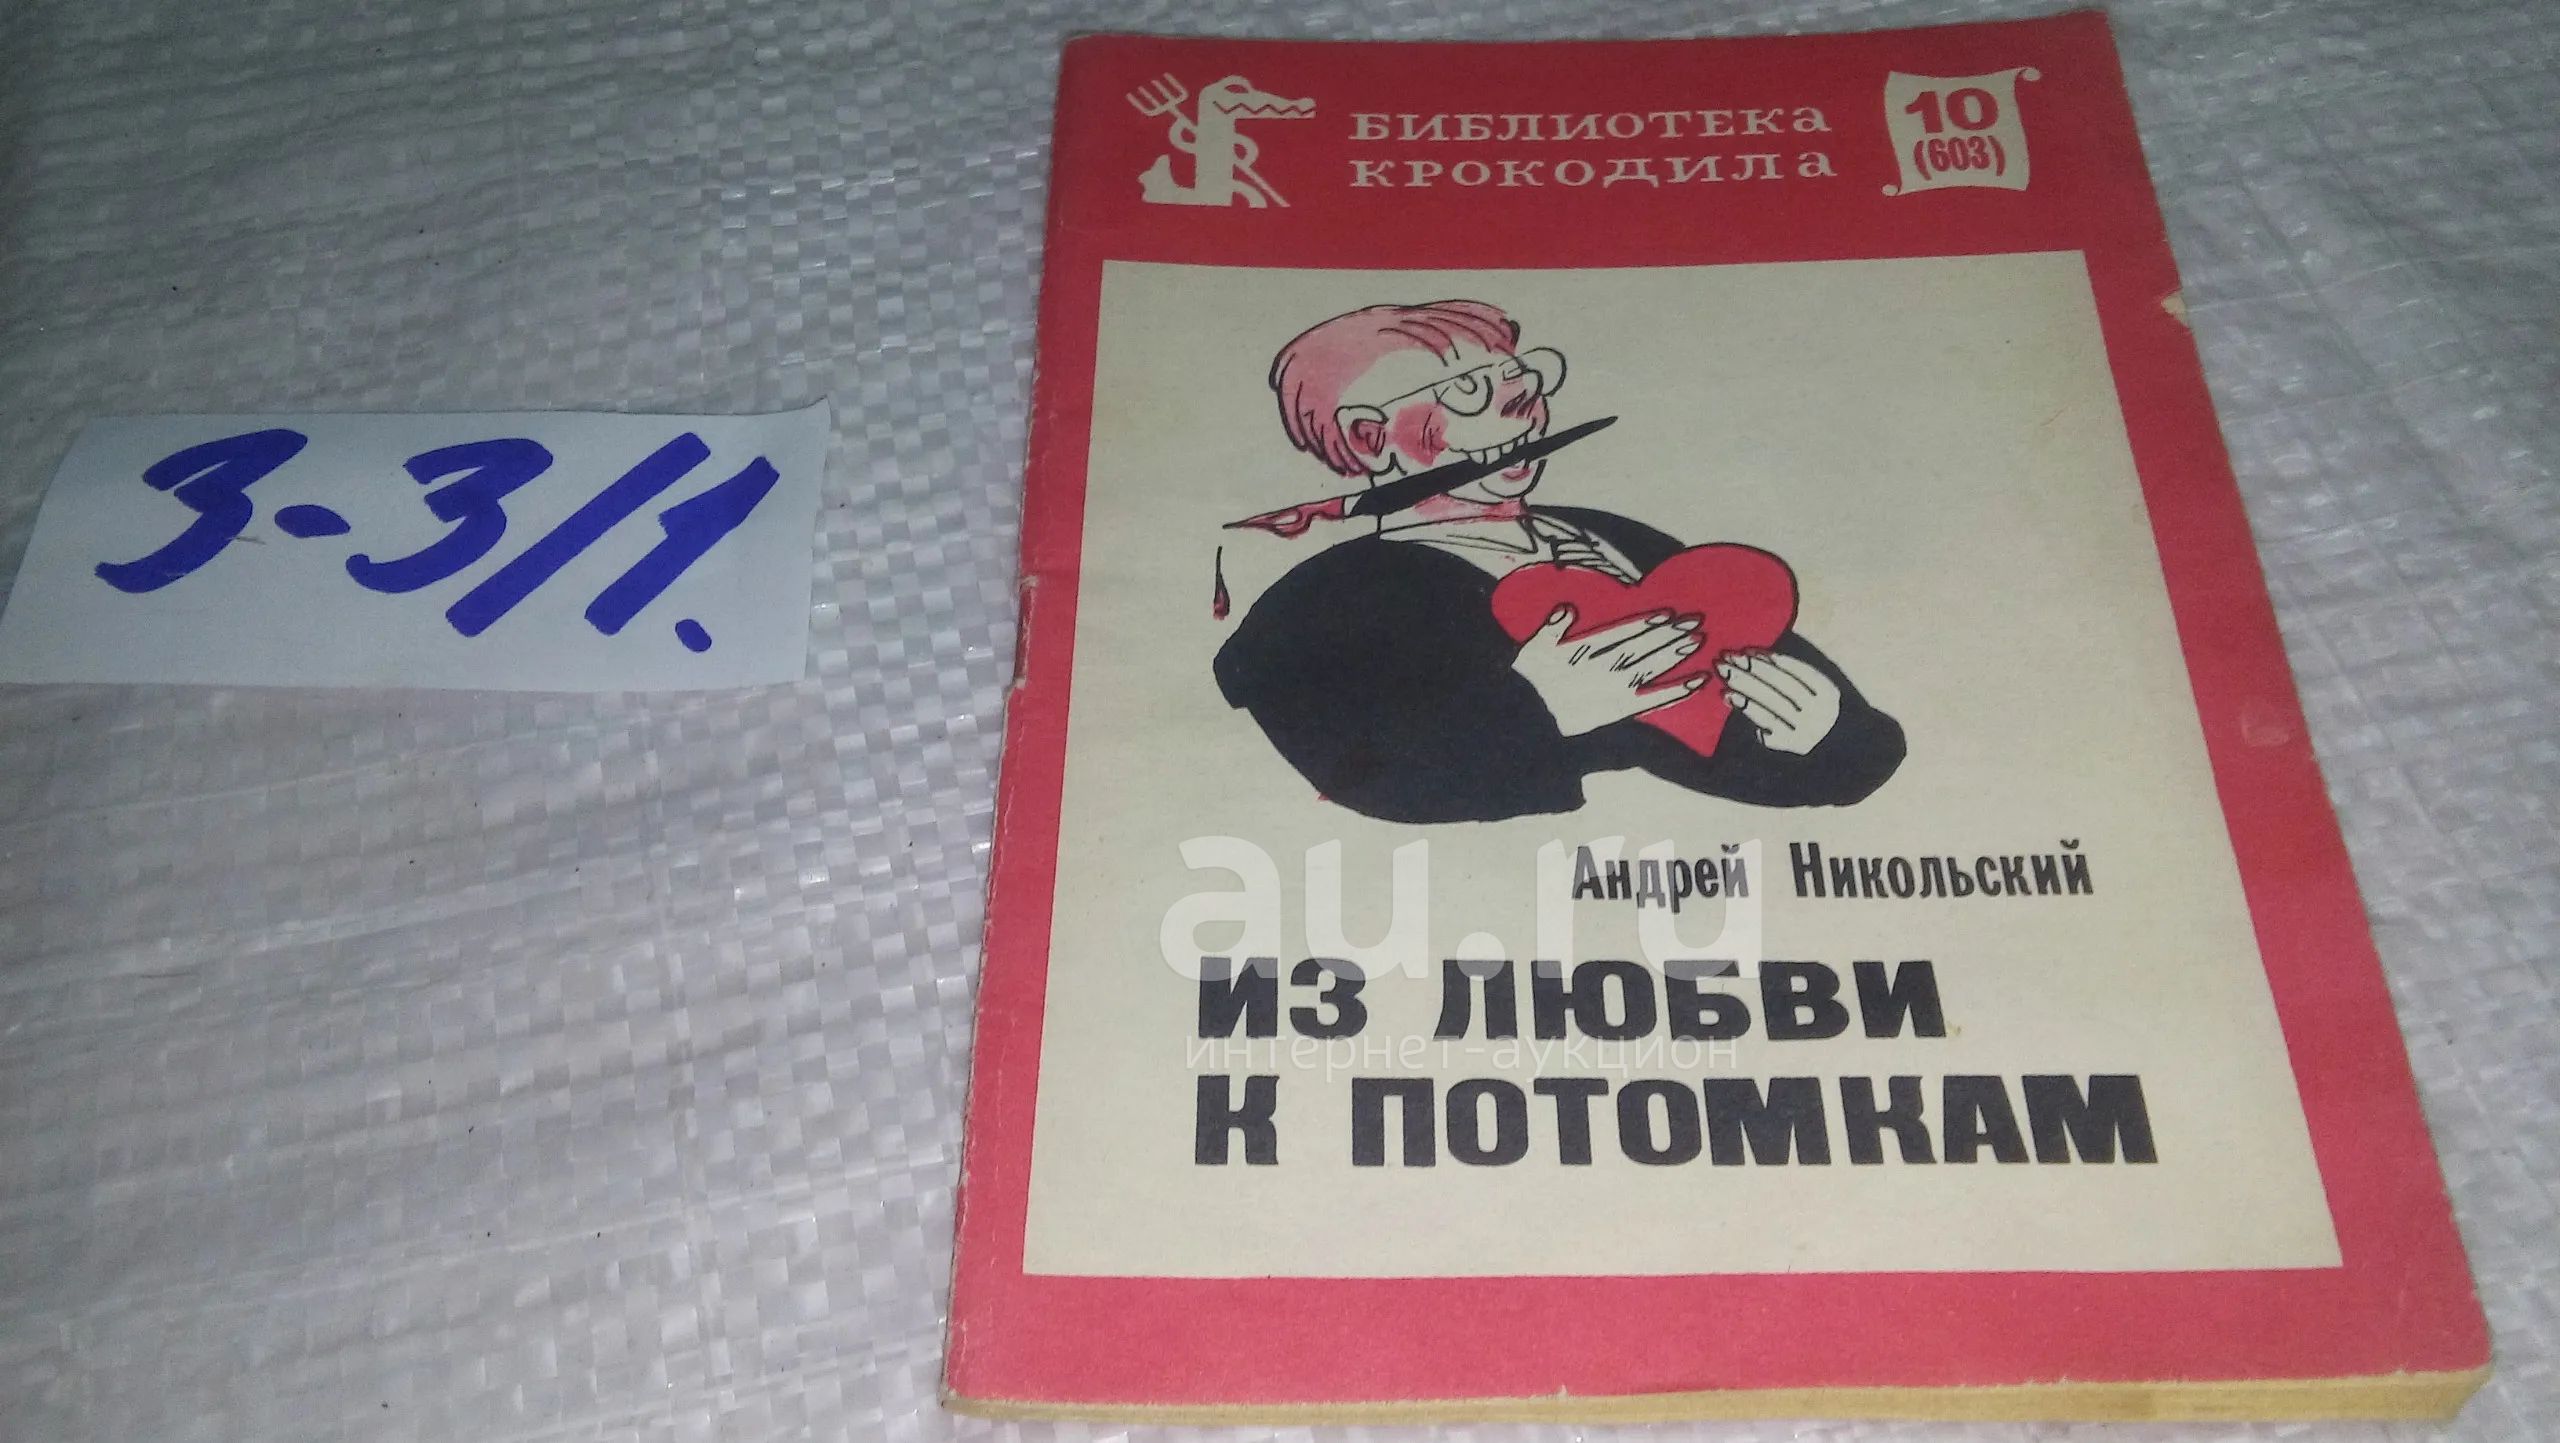 3-3/1.
БИБЛИОТЕКА
КРОКОДИЛА
10
(603)
Андрей Никольский
ИЗ ЛЮБВИ
К ПОТОМКАМ
au.ru
интернет-аукцион